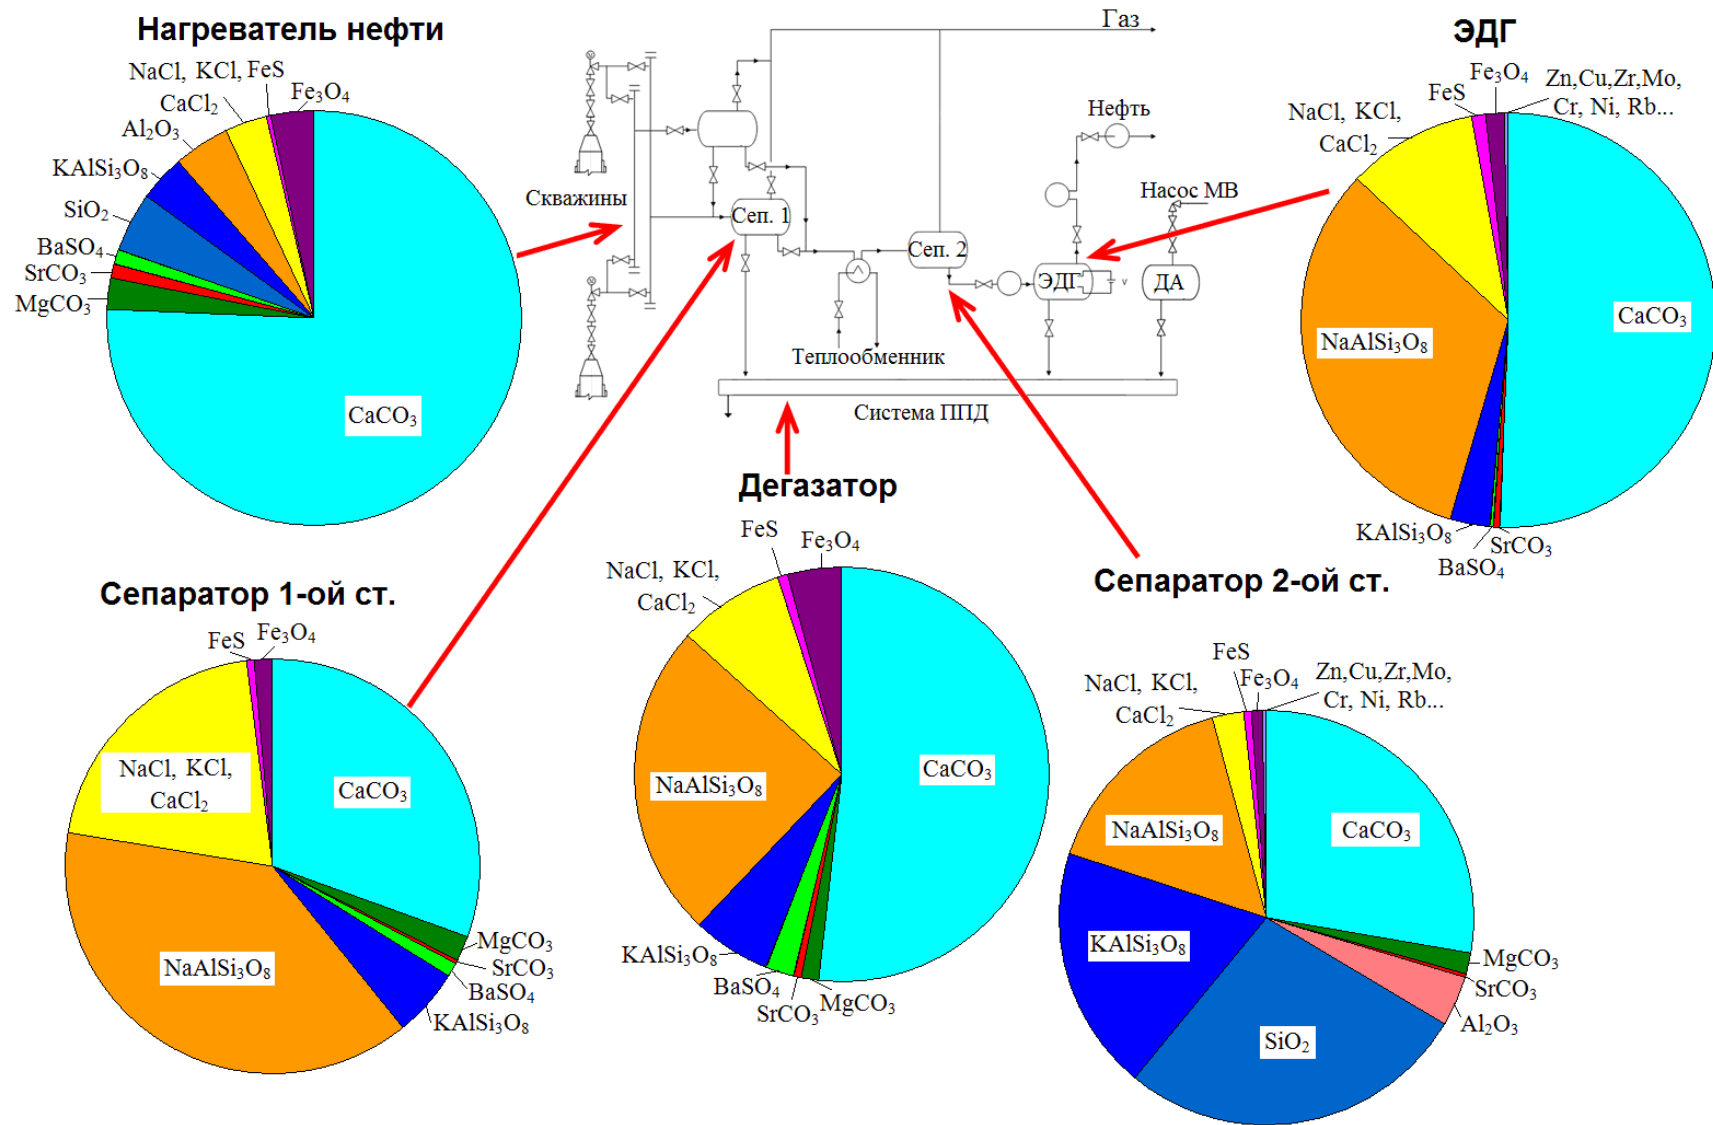 Нагреватель нефти
NaCl, KCl, FeS
CaCl₂
Fe₃O₄
Al₂O₃
KAlSi₃O₈
SiO₂
BaSO₄
SrCO₃
MgCO₃
CaCO₃
Газ
Нефть
Скважины
Сеп. 1
Сеп. 2
Насос МВ
ЭДГ
v
ДА
Теплообменник
Система ППД
ЭДГ
Fe₃O₄
FeS
Zn,Cu,Zr,Mo,
Cr, Ni, Rb...
NaCl, KCl,
CaCl₂
CaCO₃
NaAlSi₃O₈
KAlSi₃O₈
SrCO₃
BaSO₄
Сепаратор 1-ой ст.
FeS
Fe₃O₄
NaCl, KCl,
CaCl₂
CaCO₃
NaAlSi₃O₈
MgCO₃
SrCO₃
BaSO₄
KAlSi₃O₈
Дегазатор
FeS
Fe₃O₄
NaCl, KCl,
CaCl₂
CaCO₃
NaAlSi₃O₈
KAlSi₃O₈
BaSO₄
SrCO₃
MgCO₃
Сепаратор 2-ой ст.
FeS
Fe₃O₄
Zn,Cu,Zr,Mo,
Cr, Ni, Rb...
NaCl, KCl,
CaCl₂
CaCO₃
NaAlSi₃O₈
KAlSi₃O₈
MgCO₃
SrCO₃
Al₂O₃
SiO₂